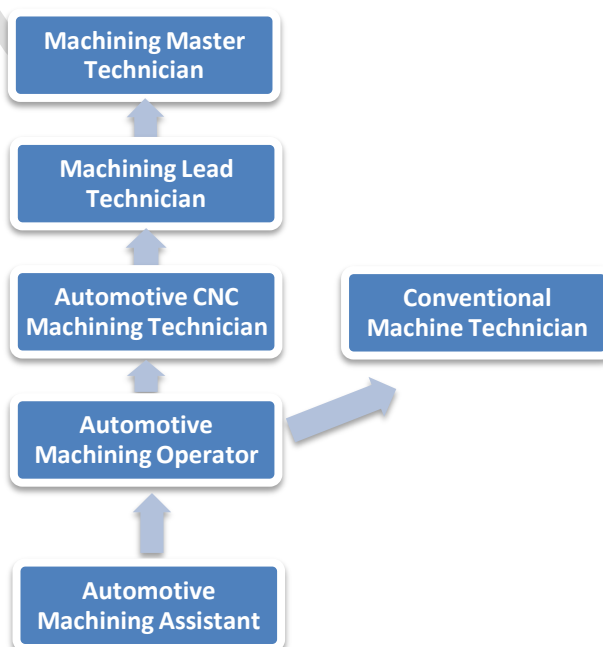 Machining Master
Technician
Machining Lead
Technician
Automotive CNC
Machining Technician
Conventional
Machine Technician
Automotive
Machining Operator
Automotive
Machining Assistant